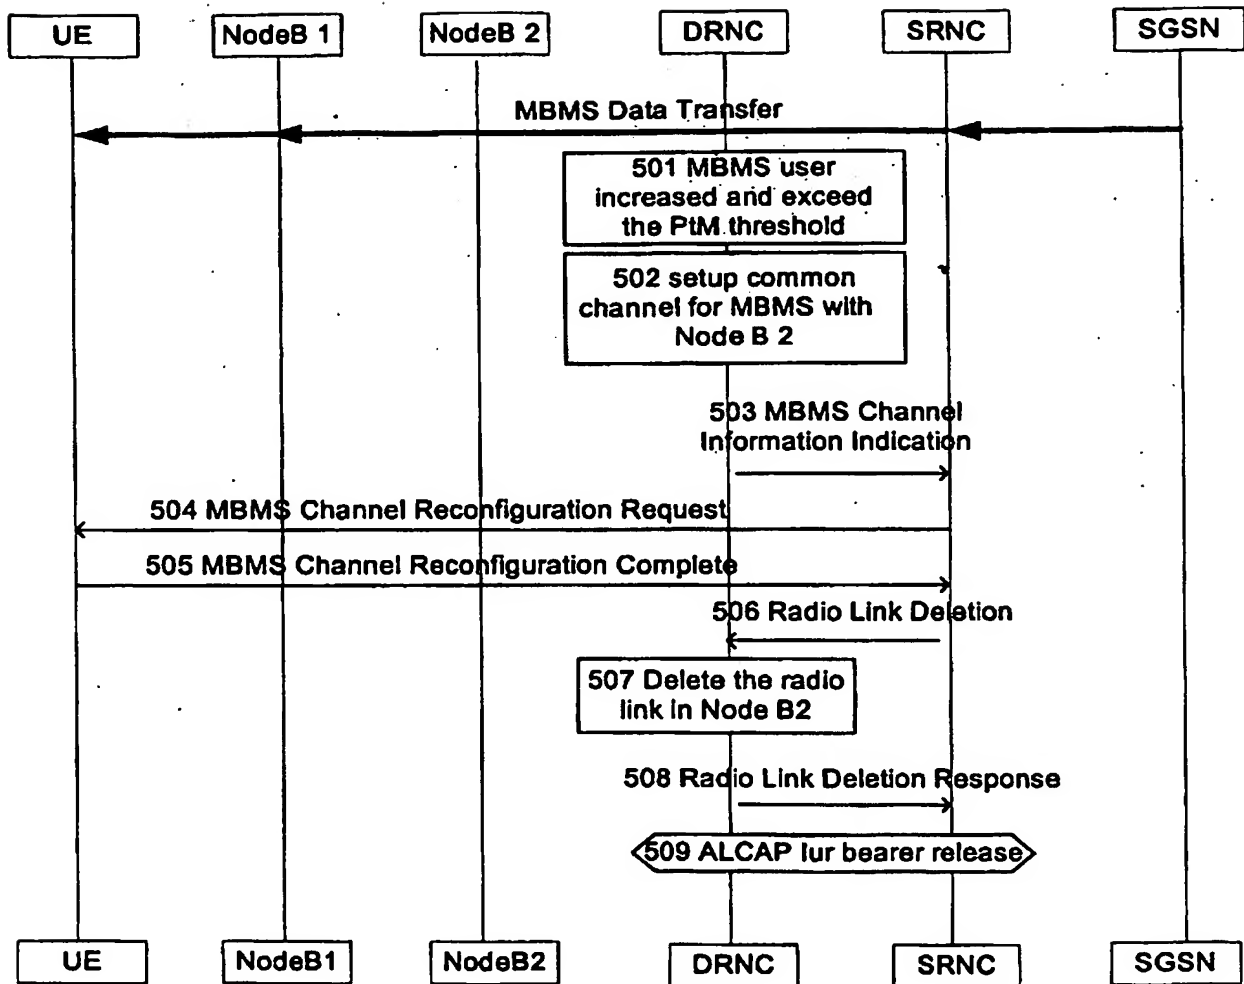 UE
NodeB 1
NodeB 2
DRNC
SRNC
SGSN
MBMS Data Transfer
501 MBMS user
increased and exceed
the PtM threshold
502 setup common
channel for MBMS with
Node B 2
503 MBMS Channel
Information Indication
504 MBMS Channel Reconfiguration Request
505 MBMS Channel Reconfiguration Complete
506 Radio Link Deletion
507 Delete the radio
link in Node B2
508 Radio Link Deletion Response
509 ALCAP Iur bearer release
UE
NodeB1
NodeB2
DRNC
SRNC
SGSN